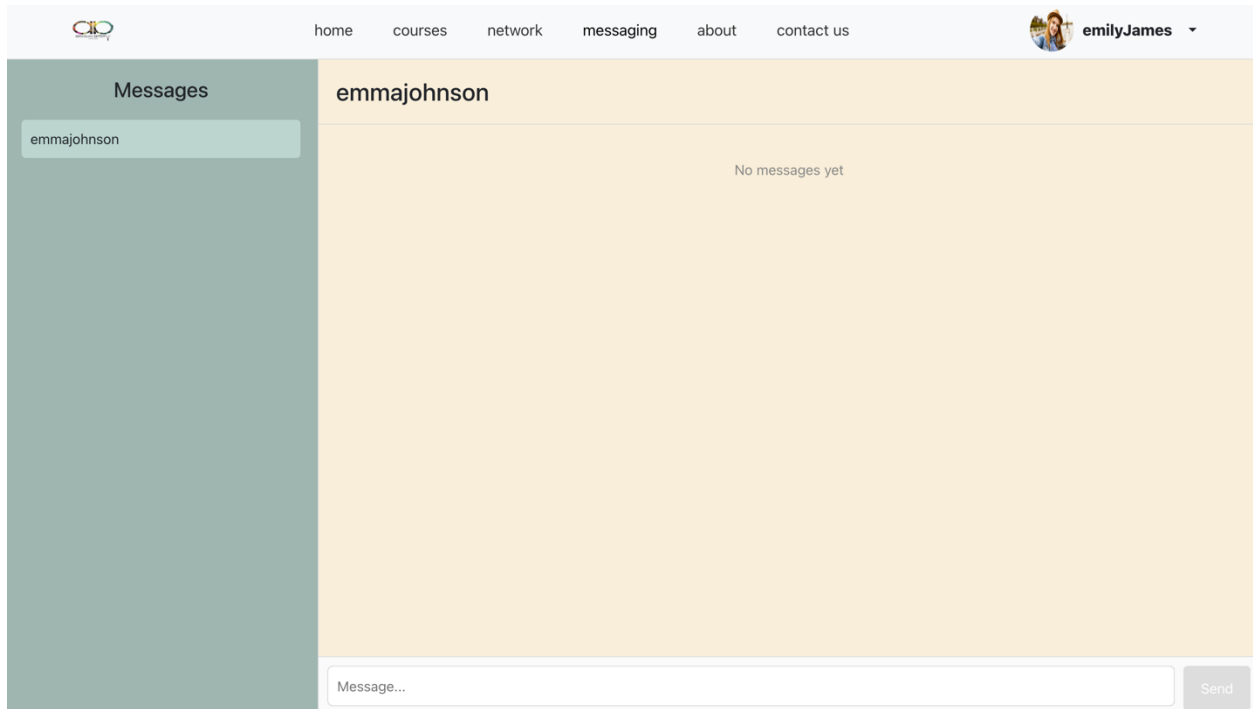 home courses network messaging about contact us emilyJames
Messages
emmajohnson
emmajohnson
No messages yet
Message...
Send